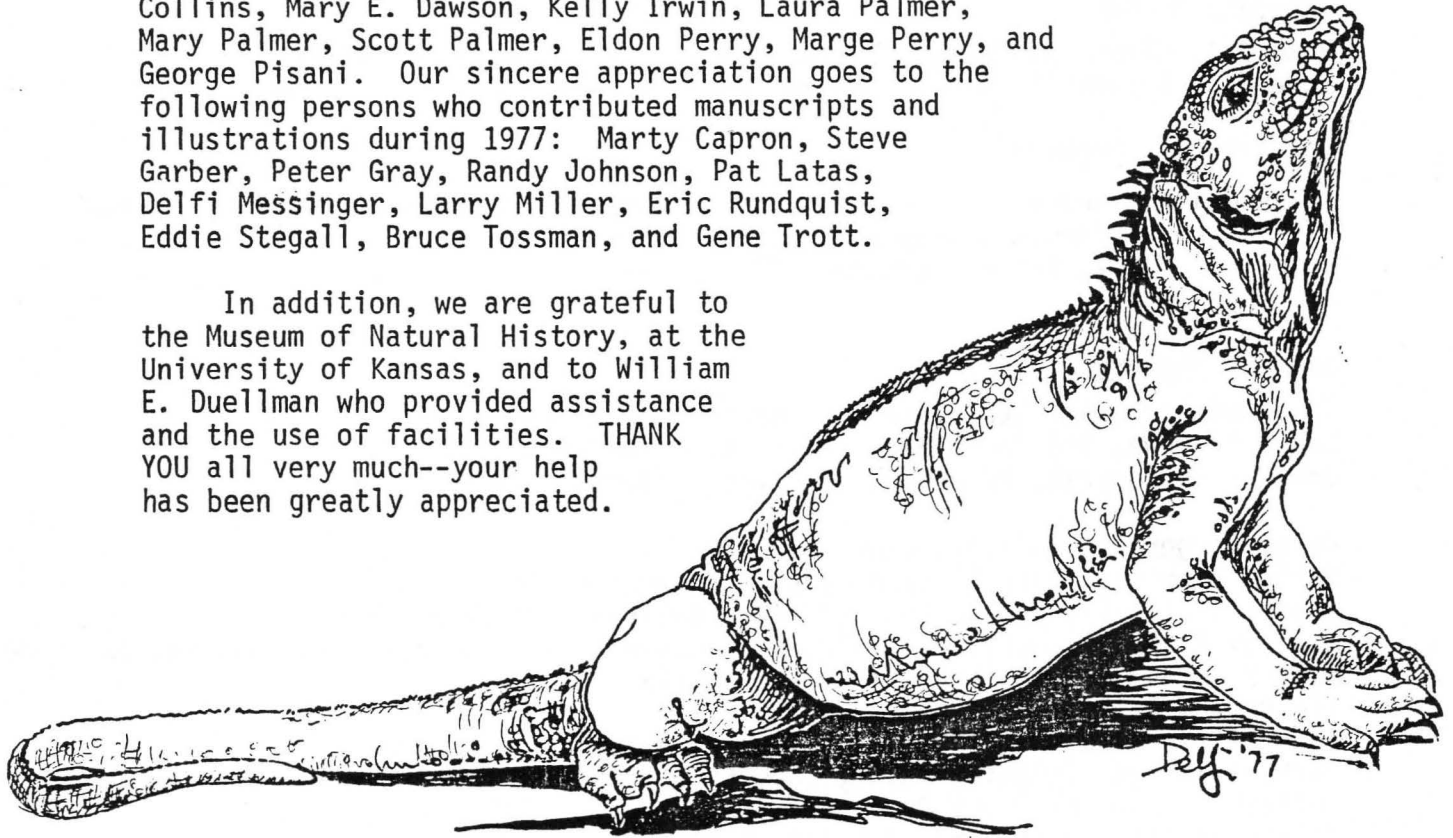 Collins, Mary E. Dawson, Kelly Irwin, Laura Palmer,
Mary Palmer, Scott Palmer, Eldon Perry, Marge Perry, and
George Pisani.  Our sincere appreciation goes to the
following persons who contributed manuscripts and
illustrations during 1977:  Marty Capron, Steve
Garber, Peter Gray, Randy Johnson, Pat Latas,
Delfi Messinger, Larry Miller, Eric Rundquist,
Eddie Stegall, Bruce Tossman, and Gene Trott.
In addition, we are grateful to
the Museum of Natural History, at the
University of Kansas, and to William
E. Duellman who provided assistance
and the use of facilities.  THANK
YOU all very much--your help
has been greatly appreciated.
Delfi '77